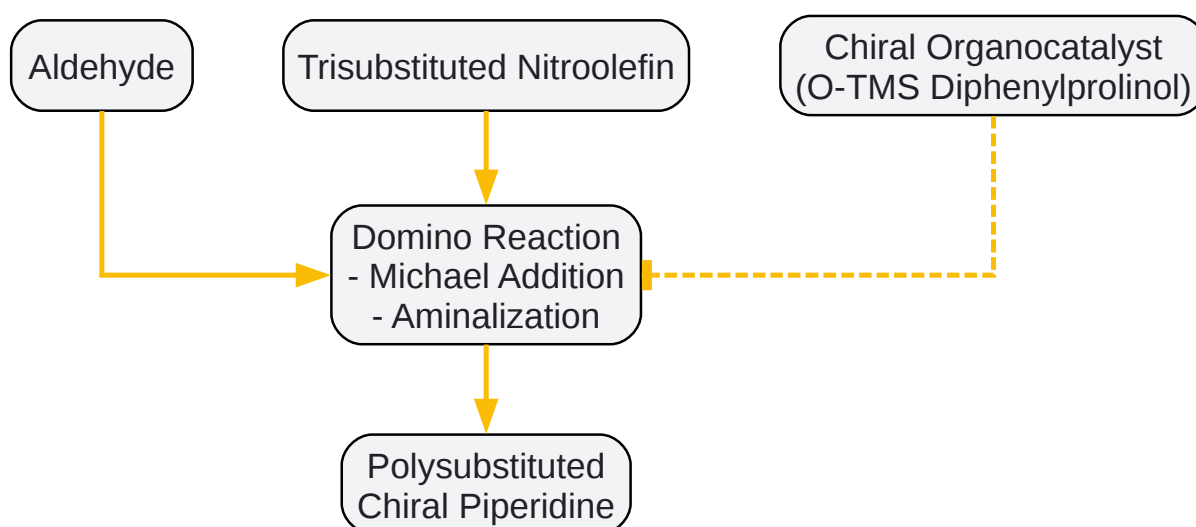 Aldehyde
Trisubstituted Nitroolefin
Chiral Organocatalyst
(O-TMS Diphenylprolinol)
Domino Reaction
- Michael Addition
- Aminalization
Polysubstituted
Chiral Piperidine